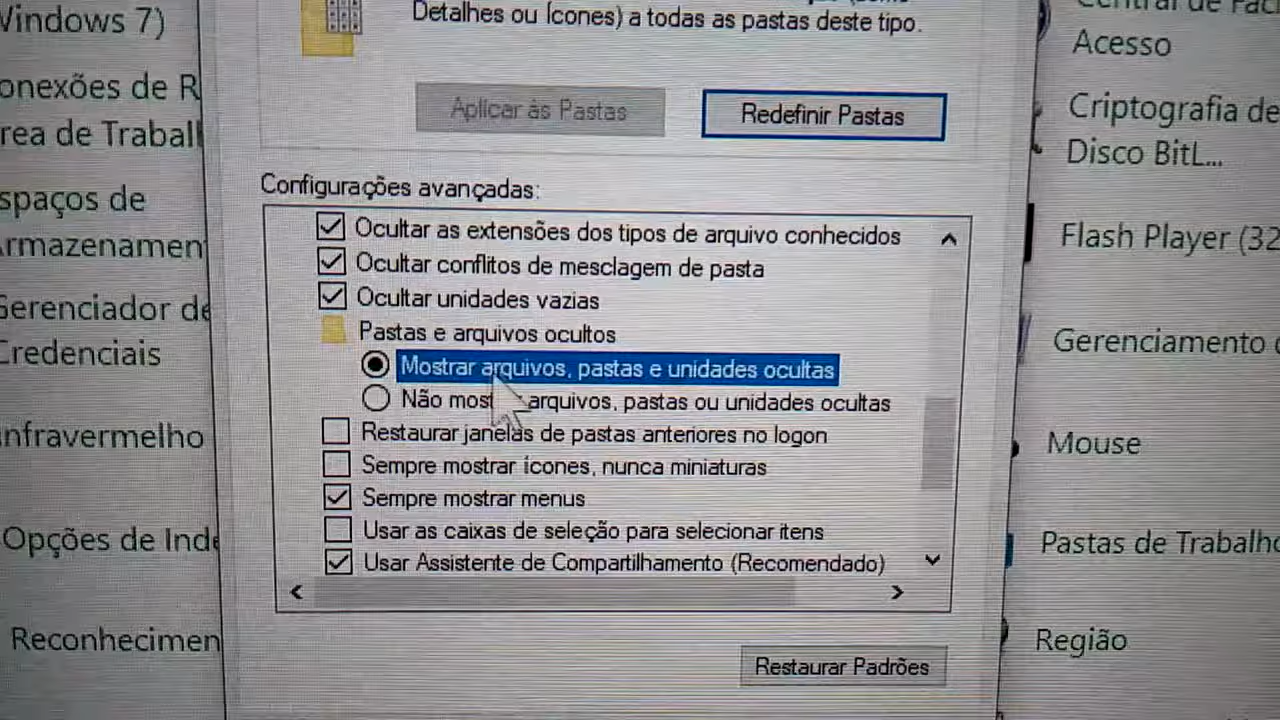 Windows 7)
onexões de R
rea de Trabal
spaços de
rmazenamen
Gerenciador de
Credenciais
nfravermelho
Opções de Inde
Reconhecimen
Detalhes ou Ícones) a todas as pastas deste tipo.
Aplicar às Pastas
Redefinir Pastas
Configurações avançadas:
Ocultar as extensões dos tipos de arquivo conhecidos
Ocultar conflitos de mesclagem de pasta
Ocultar unidades vazias
Pastas e arquivos ocultos
Mostrar arquivos, pastas e unidades ocultas
Não most arquivos, pastas ou unidades ocultas
Restaurar janelas de pastas anteriores no logon
Sempre mostrar ícones, nunca miniaturas
Sempre mostrar menus
Usar as caixas de seleção para selecionar itens
Usar Assistente de Compartilhamento (Recomendado)
Restaurar Padrões
Central de Faci
Acesso
Criptografia de
Disco BitL...
Flash Player (32
Gerenciamento
Mouse
Pastas de Trabalho
Região